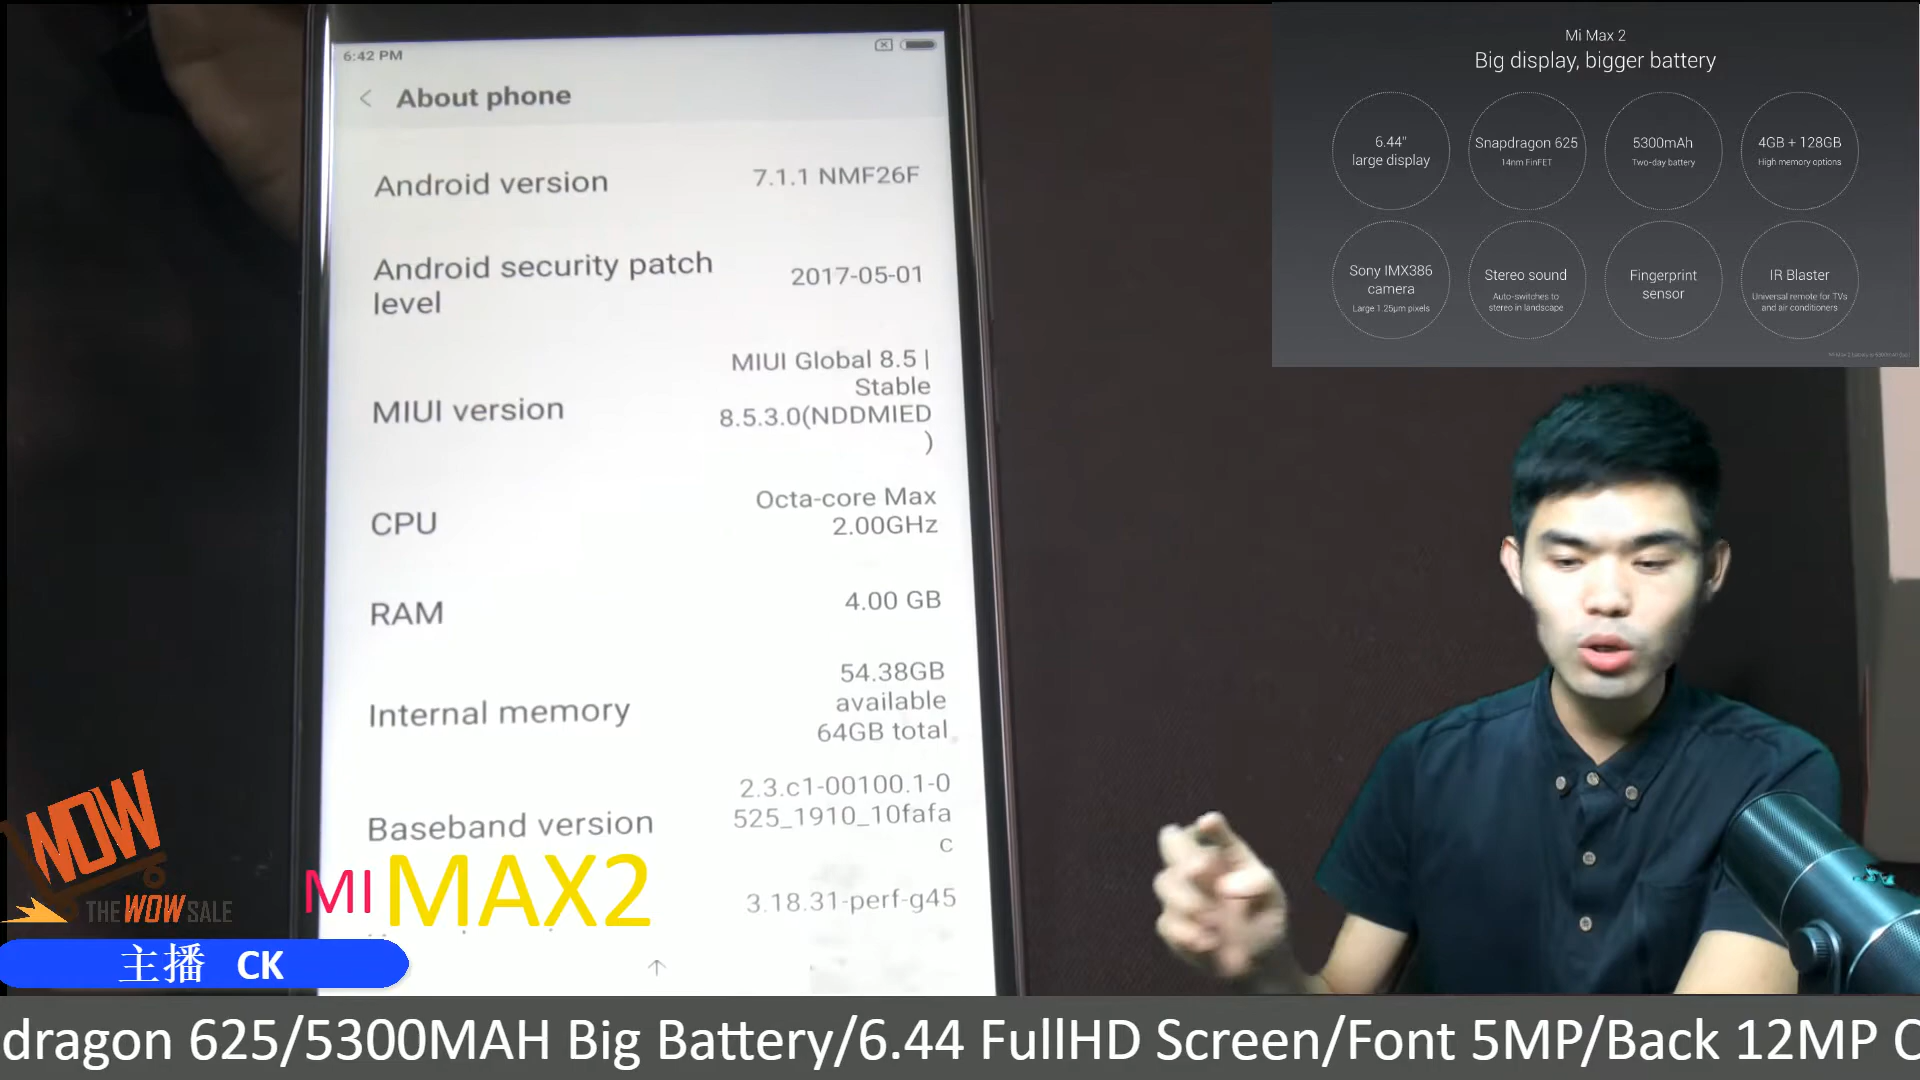 6:42 PM
About phone
Android version
7.1.1 NMF26F
Android security patch level
2017-05-01
MIUI version
MIUI Global 8.5 |
Stable
8.5.3.0(NDDMIED
)
CPU
Octa-core Max
2.00GHz
RAM
4.00 GB
Internal memory
54.38GB
available
64GB total
Baseband version
2.3.c1-00100.1-0
525_1910_10fafa
c
3.18.31-perf-g45
Mi Max 2
Big display, bigger battery
6.44"
large display
Snapdragon 625
14nm FinFET
5300mAh
Two-day battery
4GB + 128GB
High memory options
Sony IMX386
camera
Large 1.25μm pixels
Stereo sound
Auto-switches to
stereo in landscape
Fingerprint
sensor
IR Blaster
Universal remote for TVs
and air conditioners
WOW
THE WOW SALE
MI MAX2
主播 CK
dragon 625/5300MAH Big Battery/6.44 FullHD Screen/Font 5MP/Back 12MP C